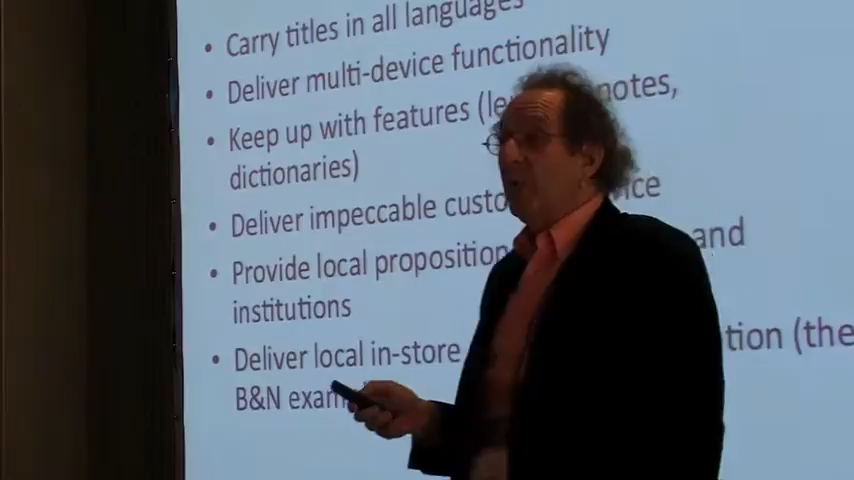 • Carry titles in all languages
• Deliver multi-device functionality
• Keep up with features (le notes,
dictionaries)
• Deliver impeccable custo ice
• Provide local proposition and
institutions
• Deliver local in-store tion (the
B&N exam